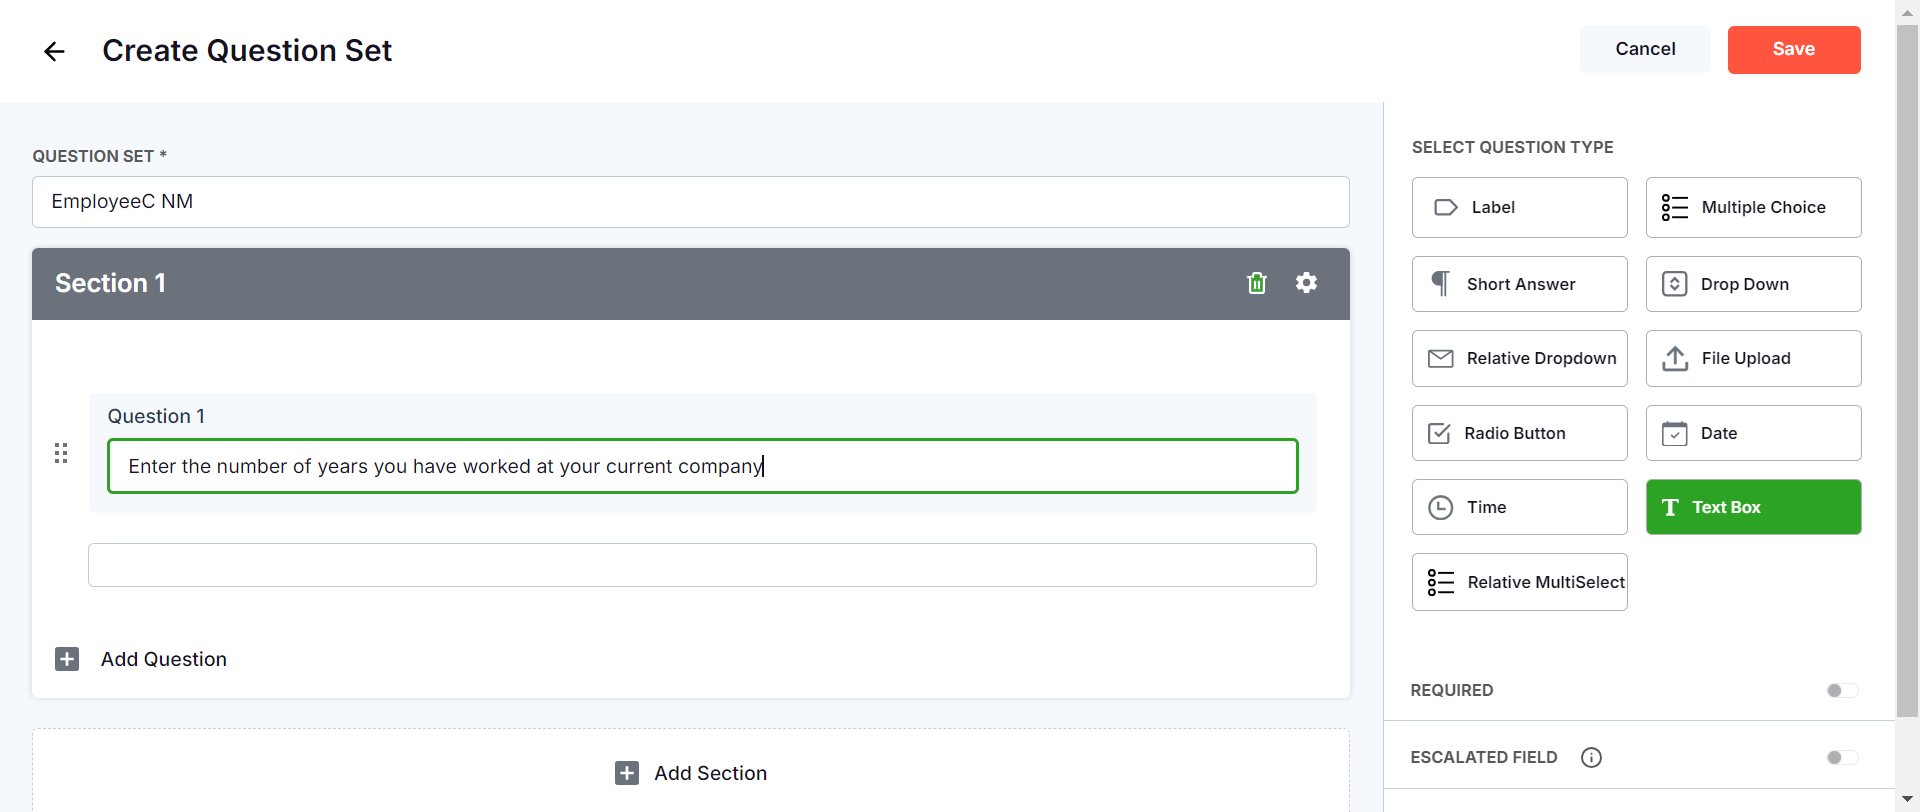 Create Question Set
Cancel
Save
QUESTION SET *
EmployeeC NM
Section 1
Question 1
Enter the number of years you have worked at your current company
Add Question
Add Section
SELECT QUESTION TYPE
Label
Multiple Choice
Short Answer
Drop Down
Relative Dropdown
File Upload
Radio Button
Date
Time
Text Box
Relative MultiSelect
REQUIRED
ESCALATED FIELD